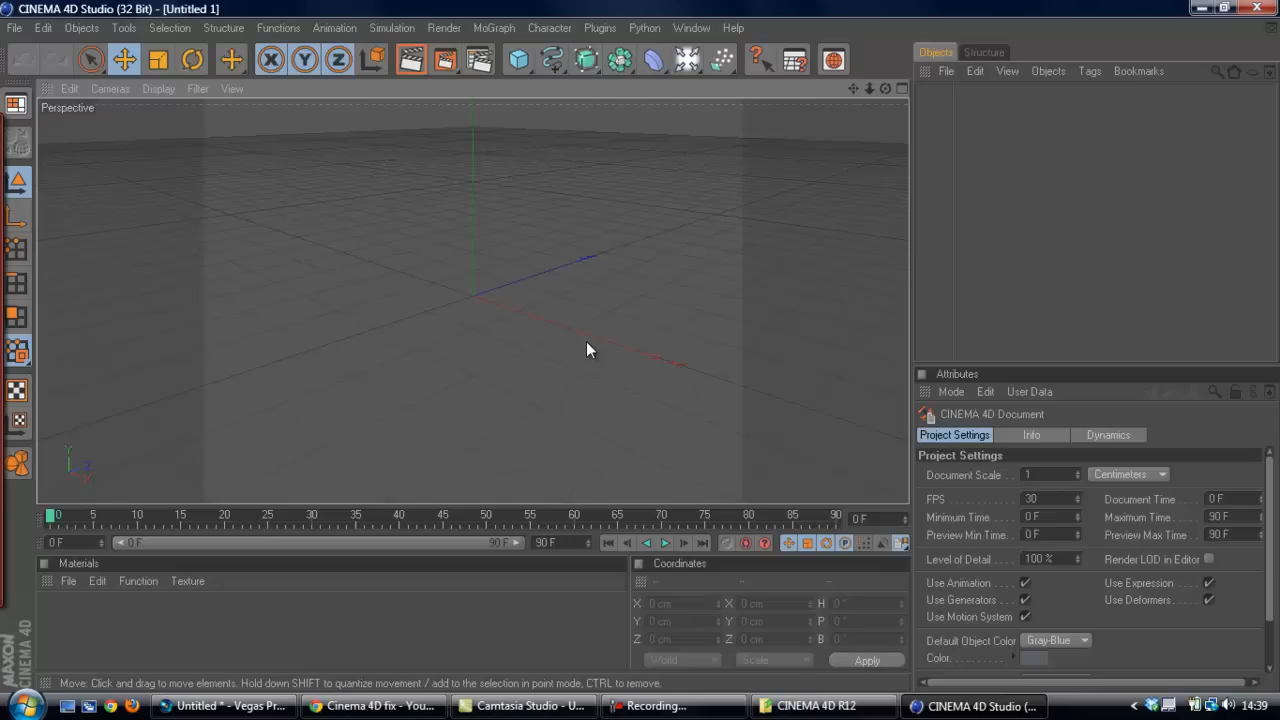 CINEMA 4D Studio (32 Bit) - [Untitled 1]
File Edit Objects Tools Selection Structure Functions Animation Simulation Render MoGraph Character Plugins Python Window Help
Objects Structure
File Edit View Objects Tags Bookmarks
Edit Cameras Display Filter View
Perspective
Y
Z
X
Attributes
Mode Edit User Data
CINEMA 4D Document
Project Settings Info Dynamics
Project Settings
Document Scale . . 1 Centimeters
FPS 30 Document Time . 0 F
Minimum Time 0 F Maximum Time 90 F
Preview Min Time 0 F Preview Max Time 90 F
Level of Detail 100 % Render LOD in Editor
Use Animation Use Expression
Use Generators Use Deformers
Use Motion System
Default Object Color Gray-Blue
Color
0 5 10 15 20 25 30 35 40 45 50 55 60 65 70 75 80 85 90 0 F
0 F 0 F 90 F 90 F
Materials
File Edit Function Texture
Coordinates
-- -- --
X 0 cm X 0 cm H 0 °
Y 0 cm Y 0 cm P 0 °
Z 0 cm Z 0 cm B 0 °
World Scale Apply
MAXON CINEMA 4D
Move: Click and drag to move elements. Hold down SHIFT to quantize movement / add to the selection in point mode, CTRL to remove.
Untitled * - Vegas Pr... Cinema 4D fix - You... Camtasia Studio - U... Recording... CINEMA 4D R12 CINEMA 4D Studio (... 14:39